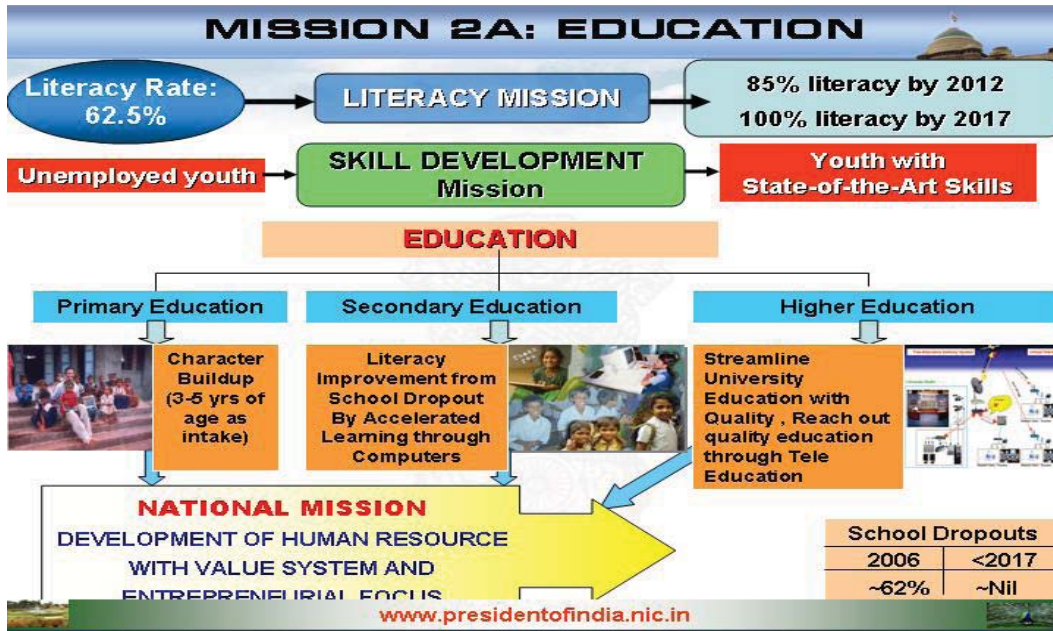 MISSION 2A: EDUCATION
Literacy Rate:
62.5%
LITERACY MISSION
85% literacy by 2012
100% literacy by 2017
Unemployed youth
SKILL DEVELOPMENT
Mission
Youth with
State-of-the-Art Skills
EDUCATION
Primary Education
Secondary Education
Higher Education
Character
Buildup
(3-5 yrs of
age as
intake)
Literacy
Improvement from
School Dropout
By Accelerated
Learning through
Computers
Streamline
University
Education with
Quality , Reach out
quality education
through Tele
Education
NATIONAL MISSION
DEVELOPMENT OF HUMAN RESOURCE
WITH VALUE SYSTEM AND
ENTREPRENEURIAL FOCUS
School Dropouts
2006 <2017
~62% ~Nil
www.presidentofindia.nic.in